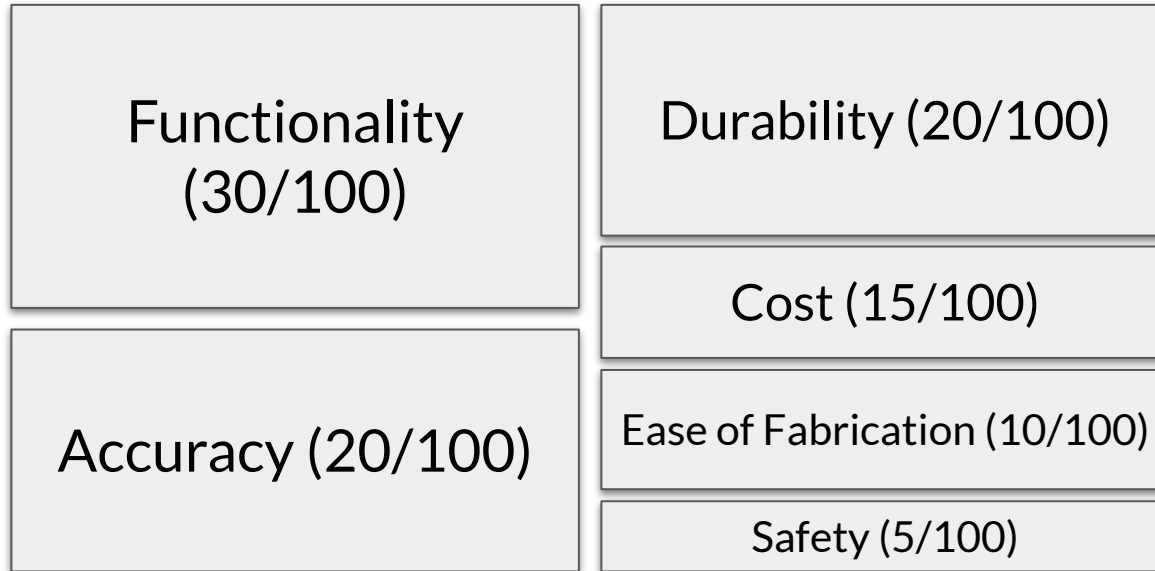 Functionality
(30/100)
Accuracy (20/100)
Durability (20/100)
Cost (15/100)
Ease of Fabrication (10/100)
Safety (5/100)